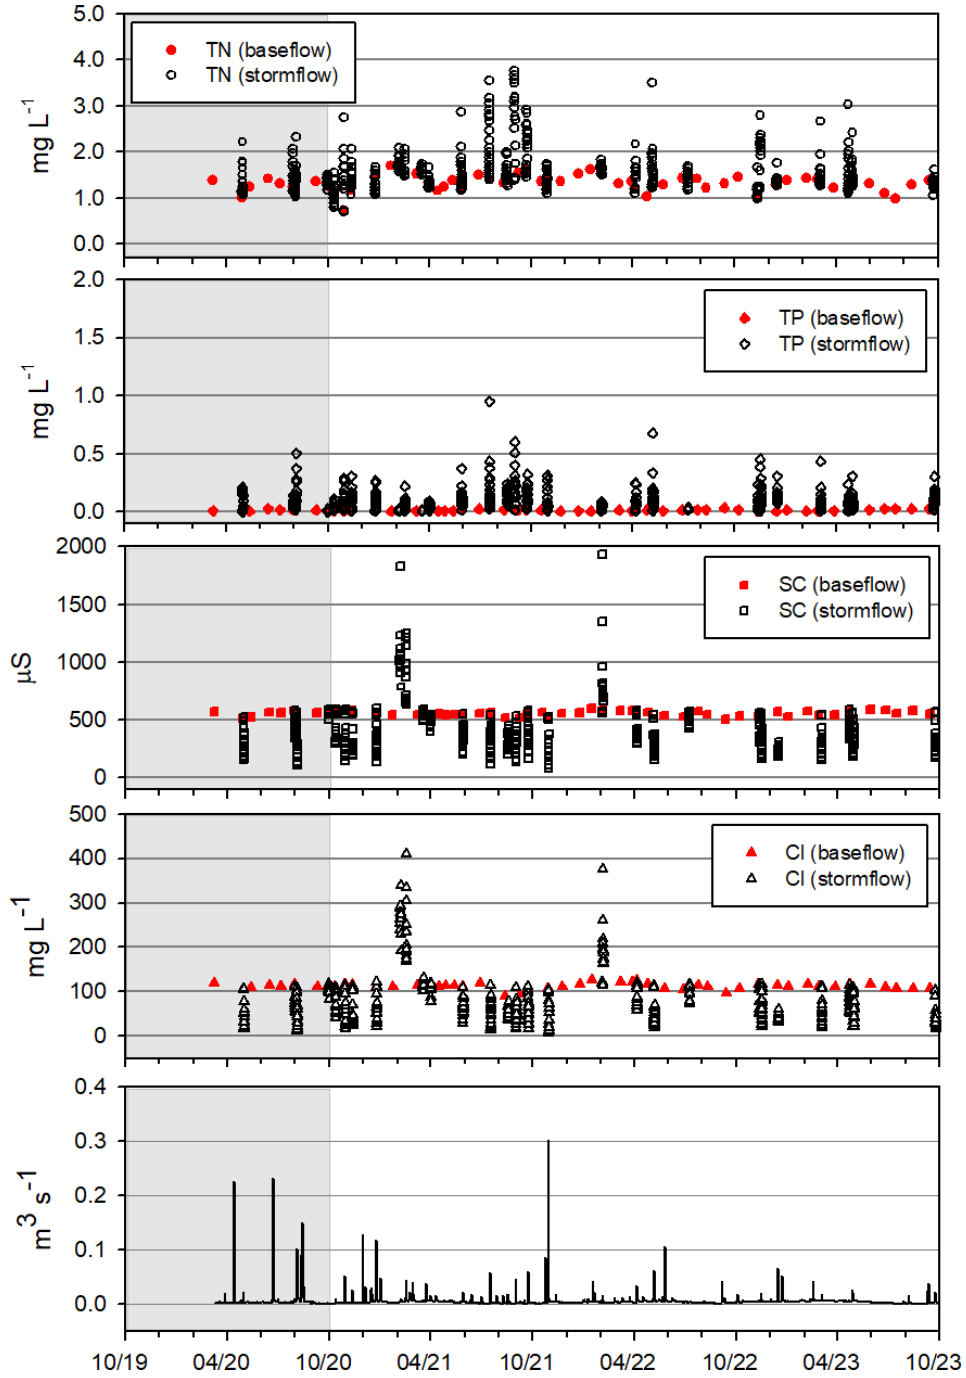 5.0
4.0
3.0
2.0
1.0
0.0
mg L-1
TN (baseflow)
TN (stormflow)
2.0
1.5
1.0
0.5
0.0
mg L-1
TP (baseflow)
TP (stormflow)
2000
1500
1000
500
0
µS
SC (baseflow)
SC (stormflow)
500
400
300
200
100
0
mg L-1
Cl (baseflow)
Cl (stormflow)
0.4
0.3
0.2
0.1
0.0
m3 s-1
10/19 04/20 10/20 04/21 10/21 04/22 10/22 04/23 10/23